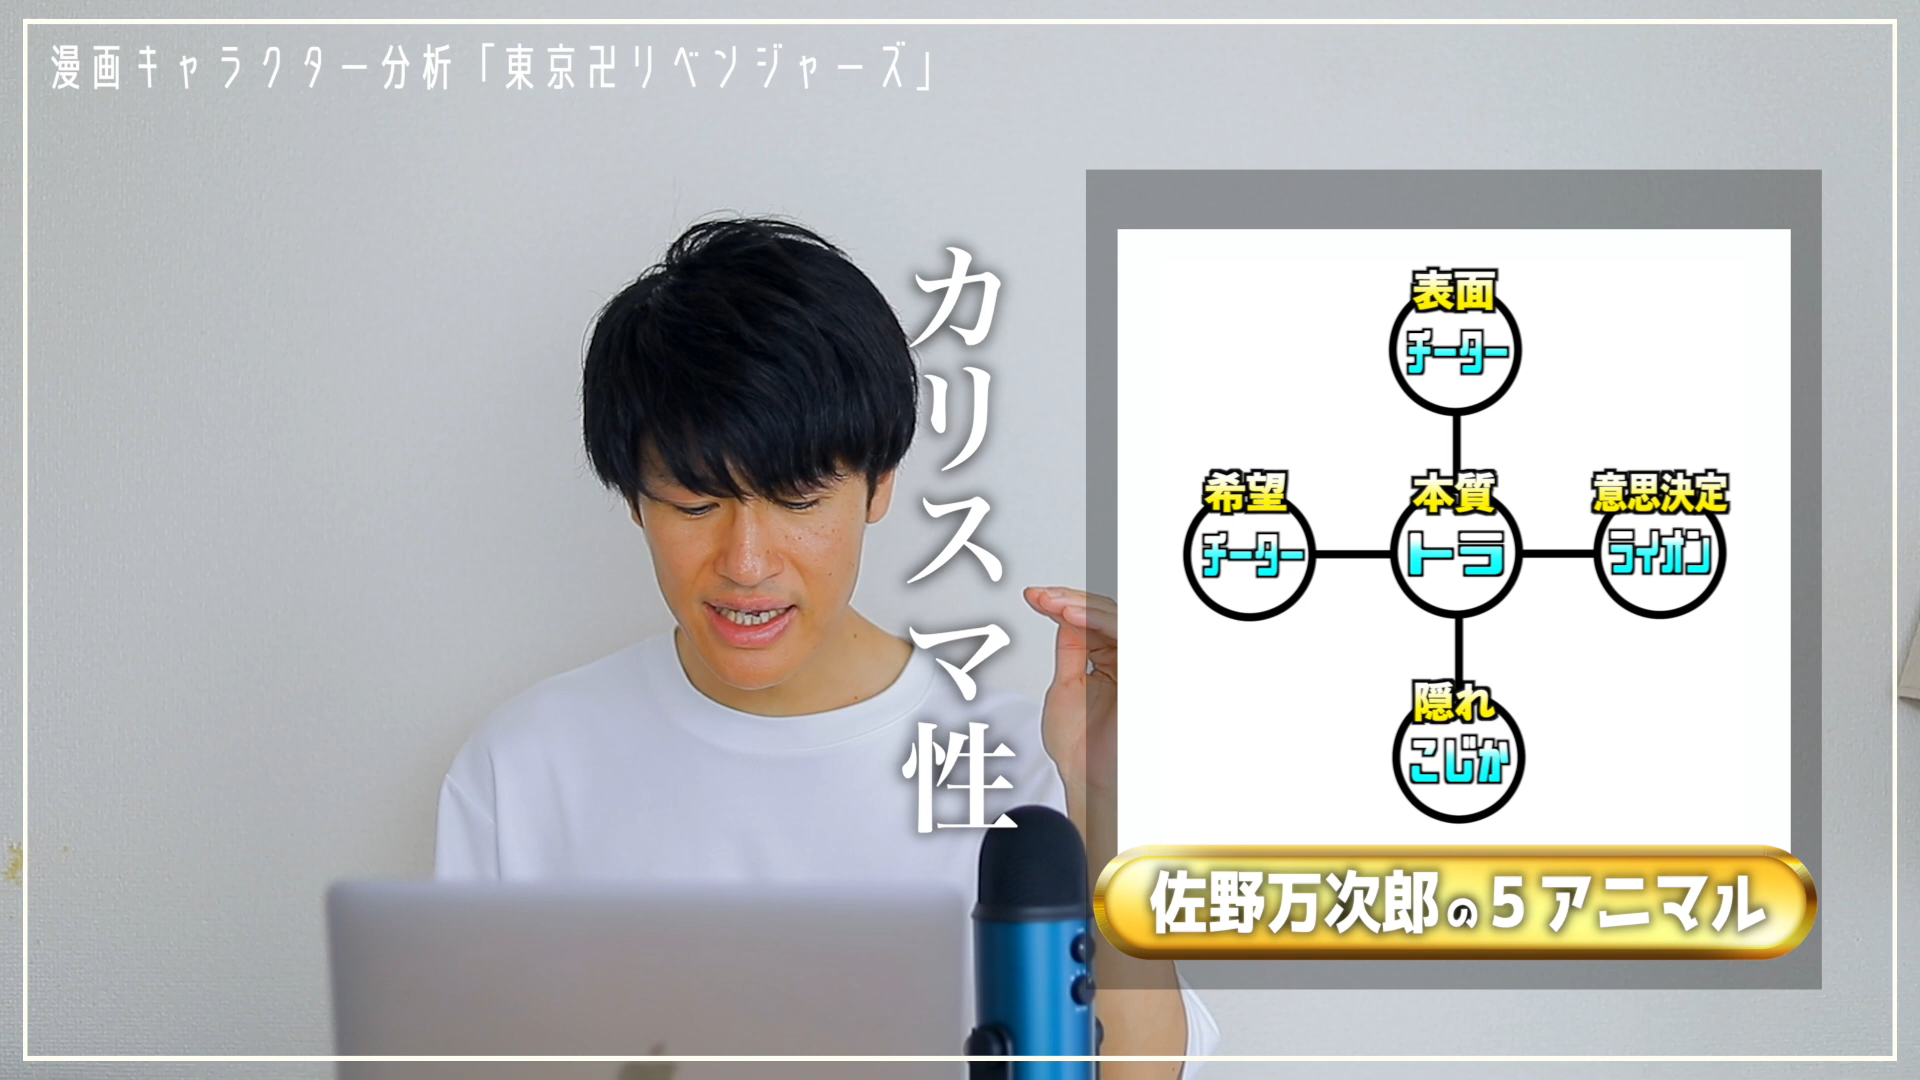 漫画キャラクター分析「東京卍リベンジャーズ」
カリスマ性
表面
チーター
希望
チーター
本質
トラ
意思決定
ライオン
隠れ
こじか
佐野万次郎の5アニマル